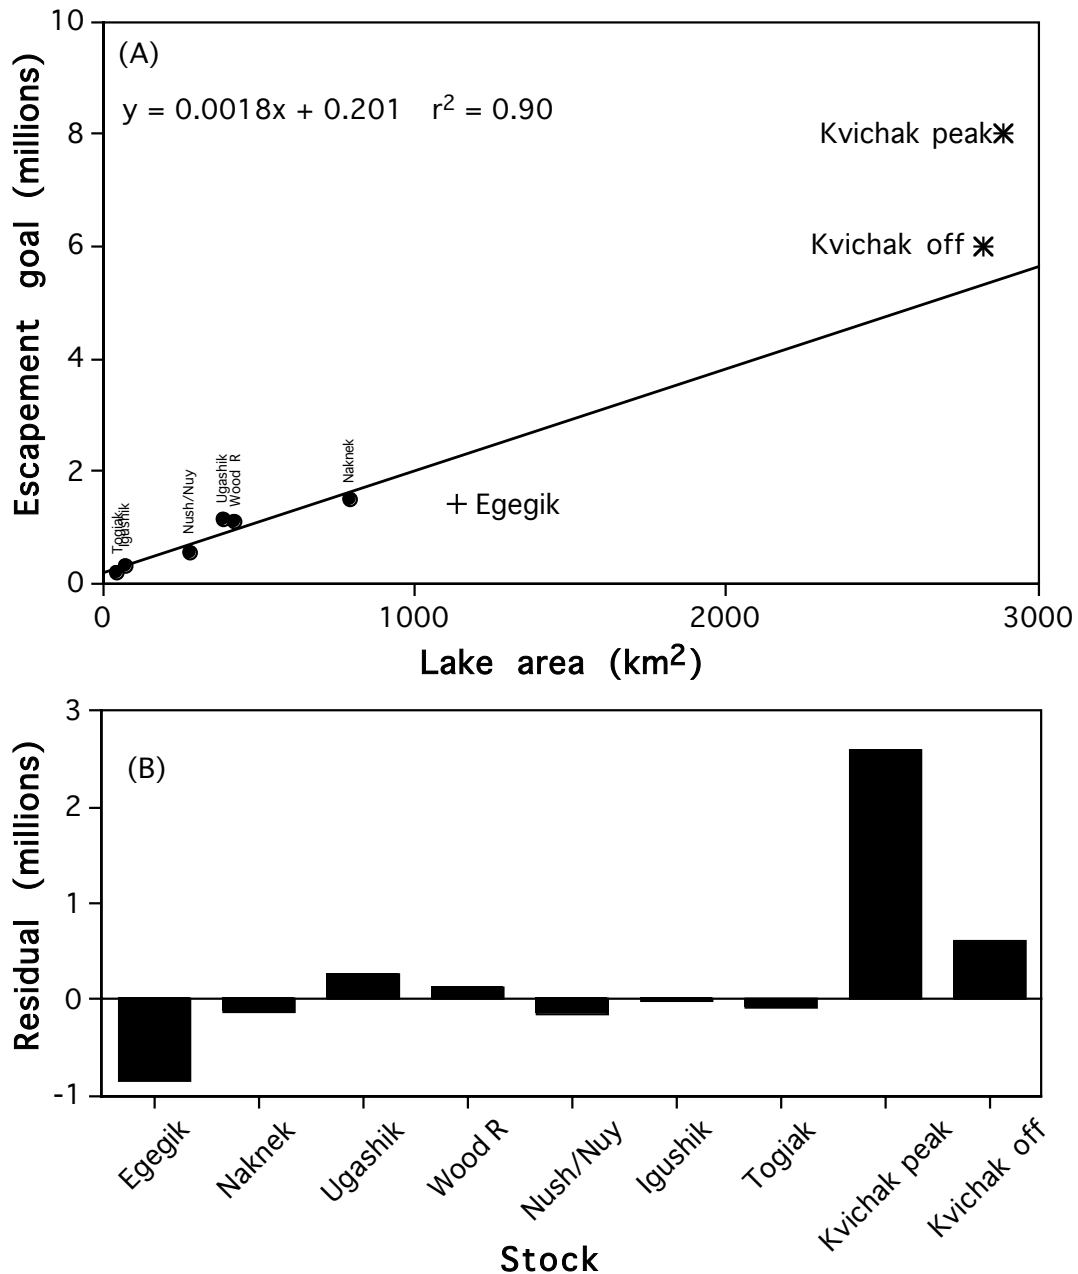 10
(A)
y = 0.0018x + 0.201 r² = 0.90
Kvichak peak
8
Kvichak off
6
4
2
0
Escapement goal (millions)
Togiak
Igushik
Nush/Nuy
Ugashik
Wood R
Naknek
Egegik
0 1000 2000 3000
Lake area (km²)
3
(B)
2
1
0
-1
Residual (millions)
Egegik
Naknek
Ugashik
Wood R
Nush/Nuy
Igushik
Togiak
Kvichak peak
Kvichak off
Stock